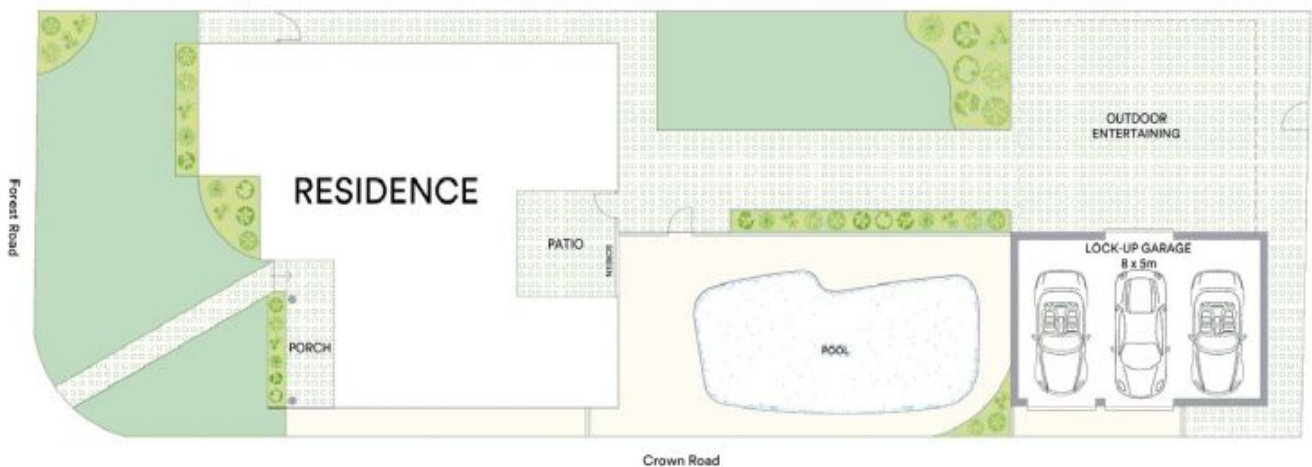 OUTDOOR
ENTERTAINING
RESIDENCE
Forest Road
PATIO
SCREEN
LOCK-UP GARAGE
8 x 5m
PORCH
POOL
Crown Road